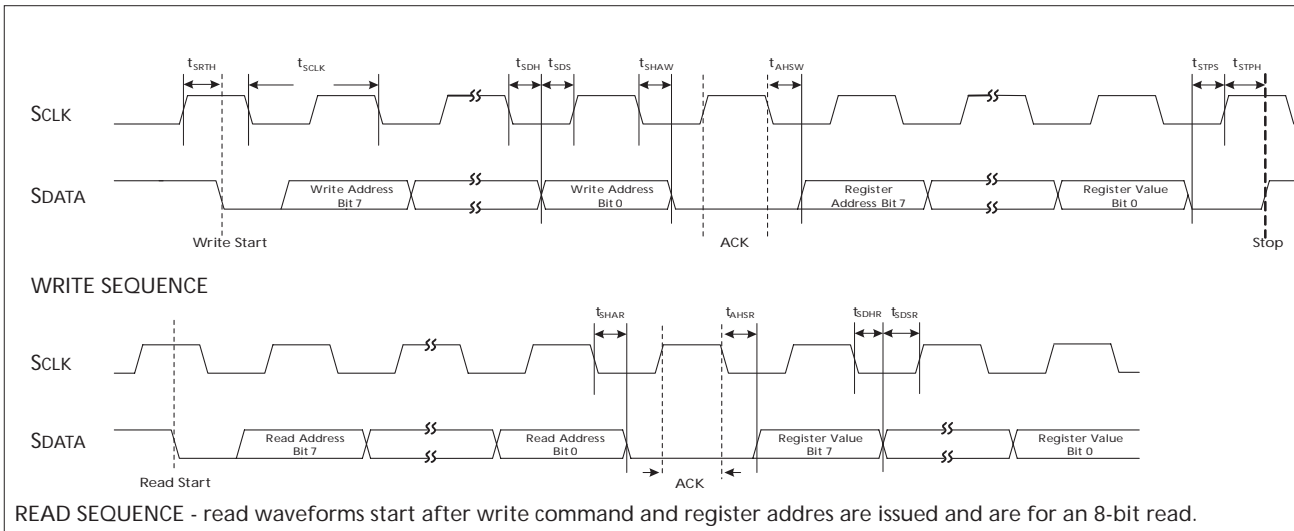 tSRTH tSCLK tSDH tSDS tSHAW tAHSW tSTPS tSTPH
SCLK
SDATA
Write Address Bit 7
Write Address Bit 0
Register Address Bit 7
Register Value Bit 0
Write Start ACK Stop
WRITE SEQUENCE
tSHAR tAHSR tSDHR tSDSR
SCLK
SDATA
Read Address Bit 7
Read Address Bit 0
Register Value Bit 7
Register Value Bit 0
Read Start ACK
READ SEQUENCE - read waveforms start after write command and register addres are issued and are for an 8-bit read.